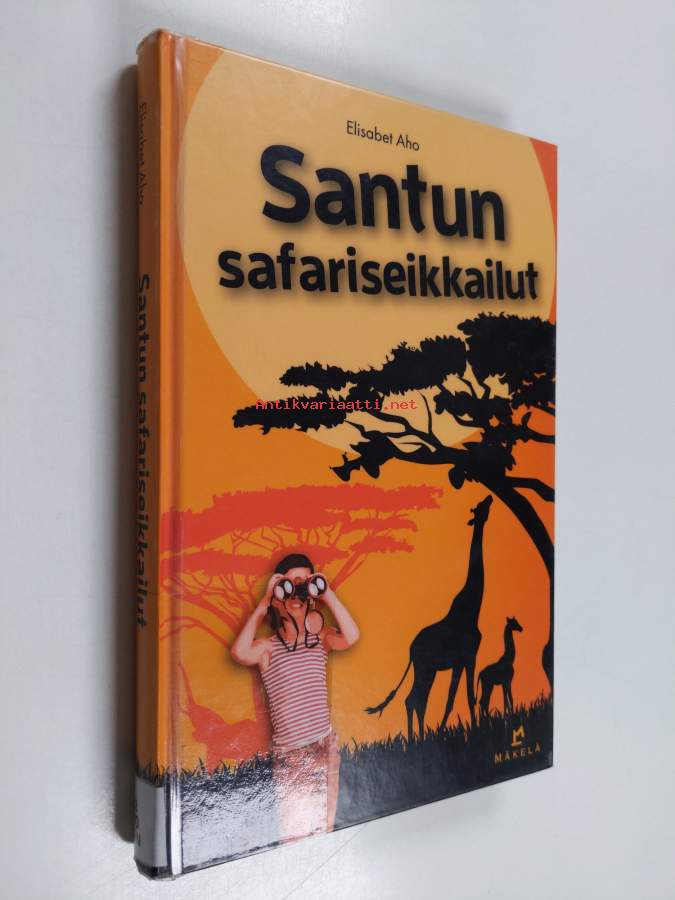 Elisabet Aho
Santun
safariseikkailut
Antikvariaatti.net
MÄKELÄ
Elisabet Aho
Santun safariseikkailut